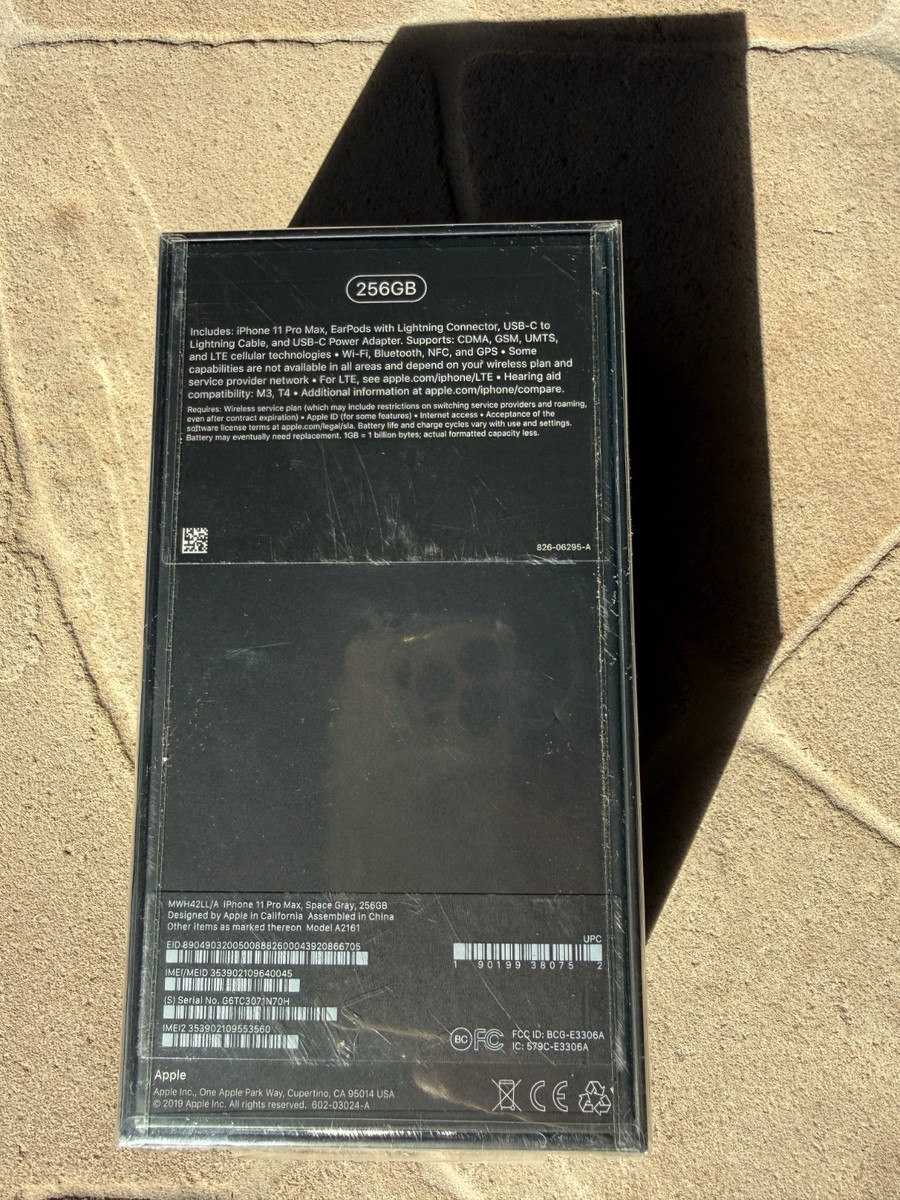 256GB
Includes: iPhone 11 Pro Max, EarPods with Lightning Connector, USB-C to
Lightning Cable, and USB-C Power Adapter. Supports: CDMA, GSM, UMTS,
and LTE cellular technologies • Wi-Fi, Bluetooth, NFC, and GPS • Some
capabilities are not available in all areas and depend on your wireless plan and
service provider network • For LTE, see apple.com/iphone/LTE • Hearing aid
compatibility: M3, T4 • Additional information at apple.com/iphone/compare.
Requires: Wireless service plan (which may include restrictions on switching service providers and roaming,
even after contract expiration) • Apple ID (for some features) • Internet access • Acceptance of the
software license terms at apple.com/legal/sla. Battery life and charge cycles vary with use and settings.
Battery may eventually need replacement. 1GB = 1 billion bytes; actual formatted capacity less.
826-06295-A
MWH42LL/A iPhone 11 Pro Max, Space Gray, 256GB
Designed by Apple in California Assembled in China
Other items as marked thereon Model A2161
EID 89049032005008882600043920866705
IMEI/MEID 353902109640045
(S) Serial No. G6TC3071N70H
IMEI2 353902109553560
UPC
1 90199 38075 2
BC FC FCC ID: BCG-E3306A
IC: 579C-E3306A
Apple
Apple Inc., One Apple Park Way, Cupertino, CA 95014 USA
© 2019 Apple Inc. All rights reserved. 602-03024-A
CE